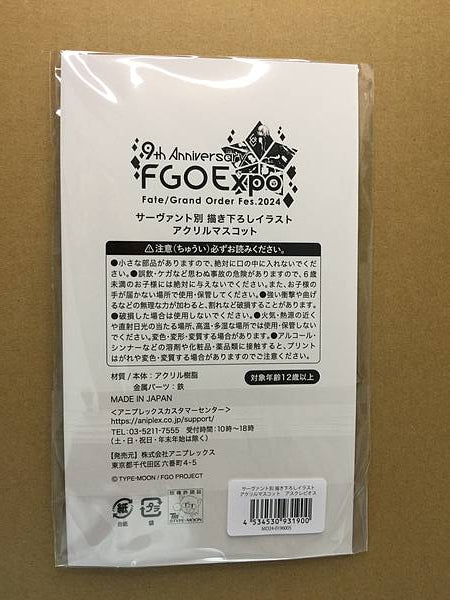 9th Anniversary
FGO Expo
Fate/Grand Order Fes.2024
サーヴァント別 描き下ろしイラスト
アクリルマスコット
注意(ちゅうい)必ずお読みください。
●小さな部品がありますので、絶対に口の中に入れないでくだ
さい。●誤飲・ケガなど思わぬ事故の危険がありますので、6歳
未満のお子様には絶対に与えないでください。また、お子様の
手が届かない場所で使用・保管してください。●強い衝撃や曲げ
るなどの無理な力が加わると、割れなど破損することがあります。
●破損した場合は使用しないでください。●火気・熱源の近く
や直射日光の当たる場所、高温・多湿な場所では使用・保管しない
でください。変色・変形・変質する場合があります。●アルコール・
シンナーなどの溶剤や化粧品・薬品類に接触すると、プリント
はがれや変色・変質する場合がありますのでご注意ください。
材質/本体:アクリル樹脂
金属パーツ:鉄
対象年齢12歳以上
MADE IN JAPAN
<アニプレックスカスタマーセンター>
https://aniplex.co.jp/support/
TEL:03-5211-7555 受付時間:10時〜18時
(土・日・祝日・年末年始は除く)
【発売元】株式会社アニプレックス
東京都千代田区六番町4-5
©TYPE-MOON / FGO PROJECT
紙
台紙
プラ
袋
版権許諾証
TYPE-MOON
サーヴァント別 描き下ろしイラスト
アクリルマスコット アスクレピオス
4 534530 931900